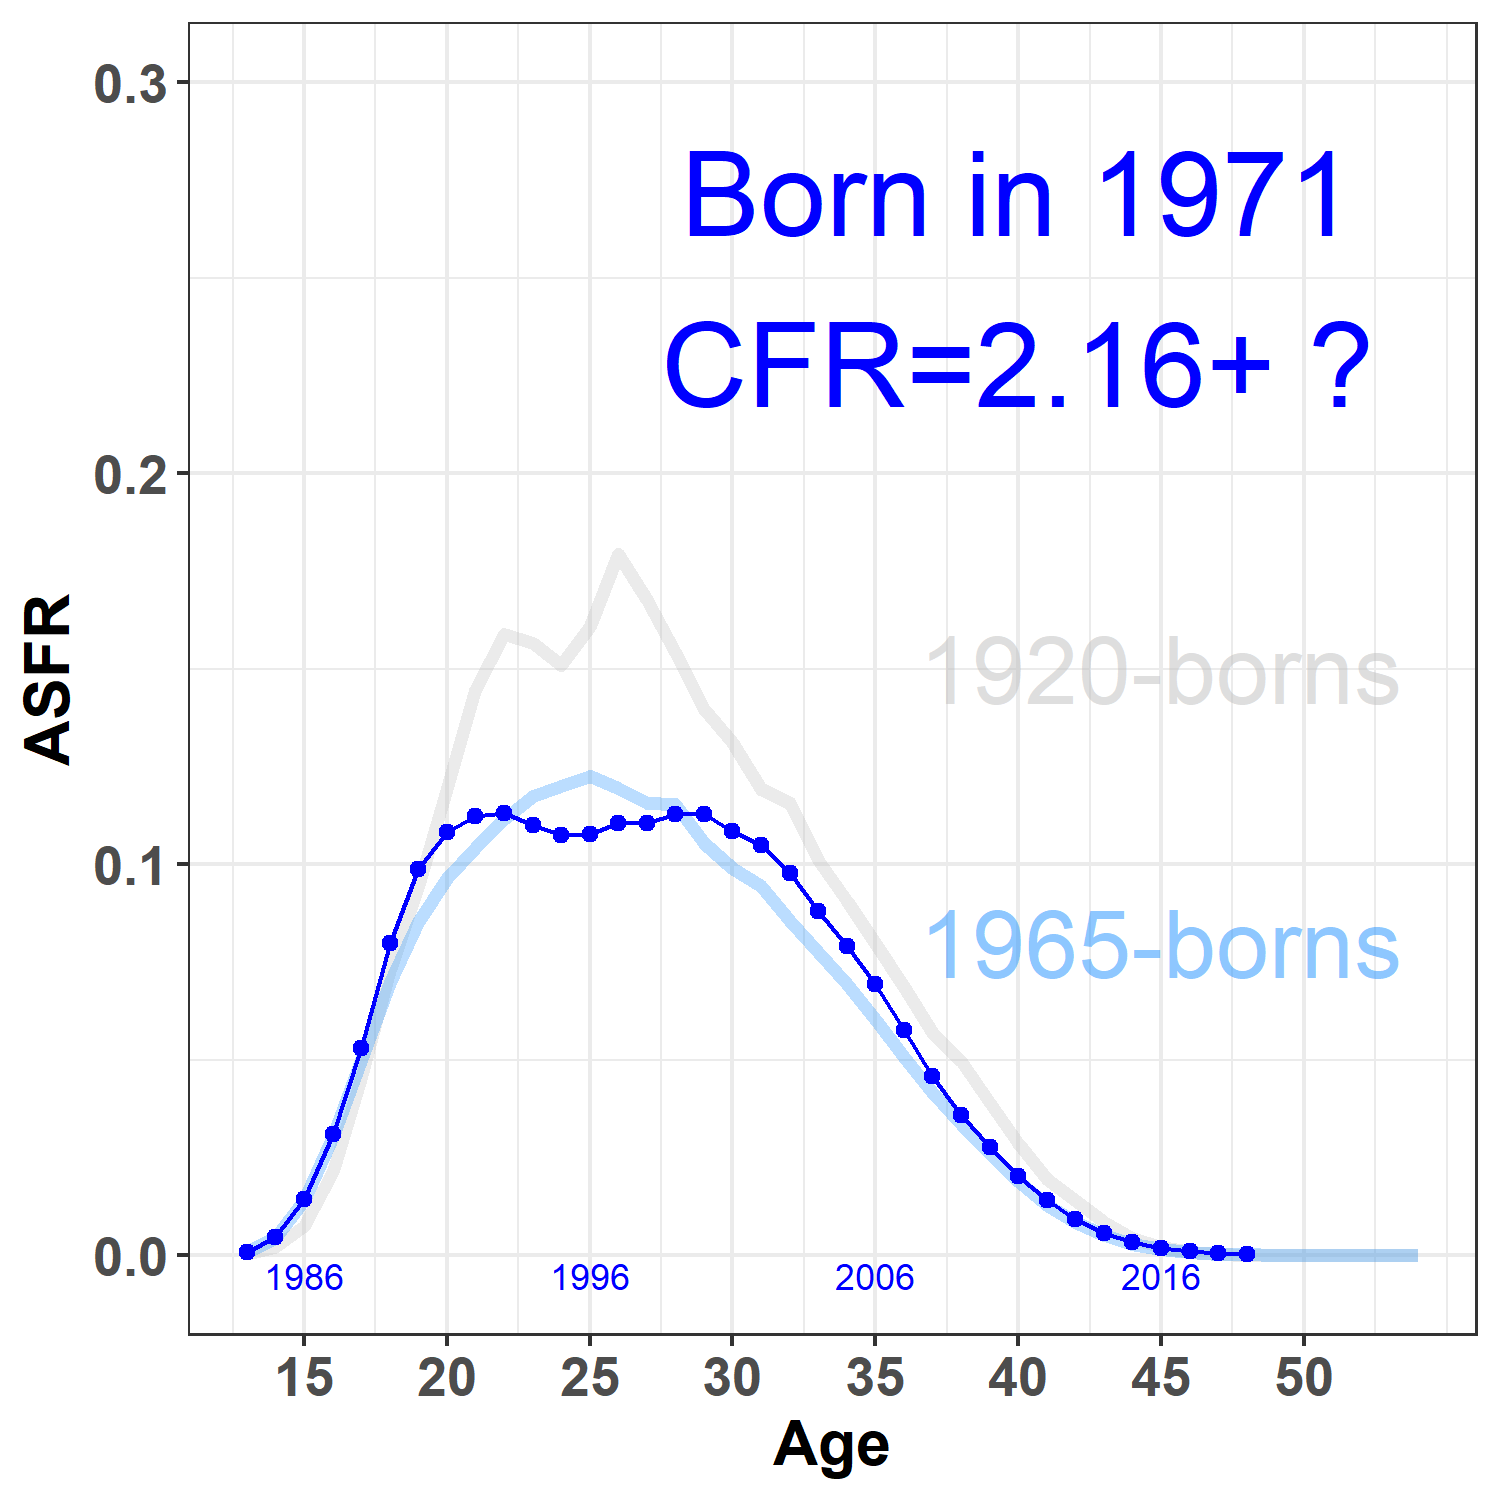 0.3
Born in 1971
CFR=2.16+ ?
0.2
ASFR
1920-borns
0.1
1965-borns
0.0
1986 1996 2006 2016
15 20 25 30 35 40 45 50
Age